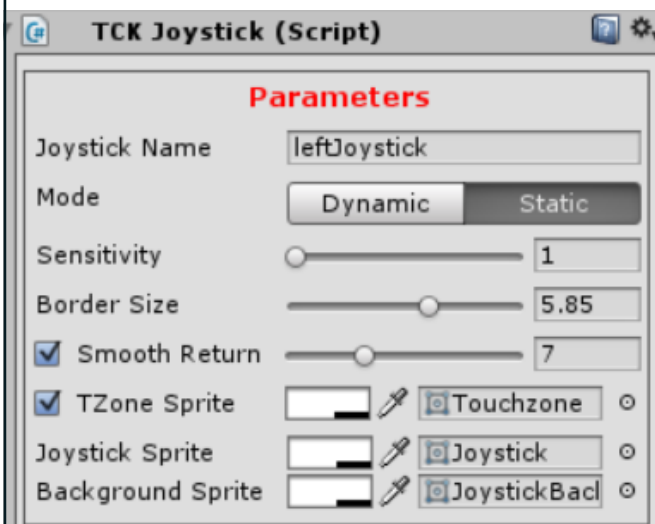 TCK Joystick (Script)
Parameters
Joystick Name leftJoystick
Mode Dynamic Static
Sensitivity 1
Border Size 5.85
Smooth Return 7
TZone Sprite Touchzone
Joystick Sprite Joystick
Background Sprite JoystickBacl